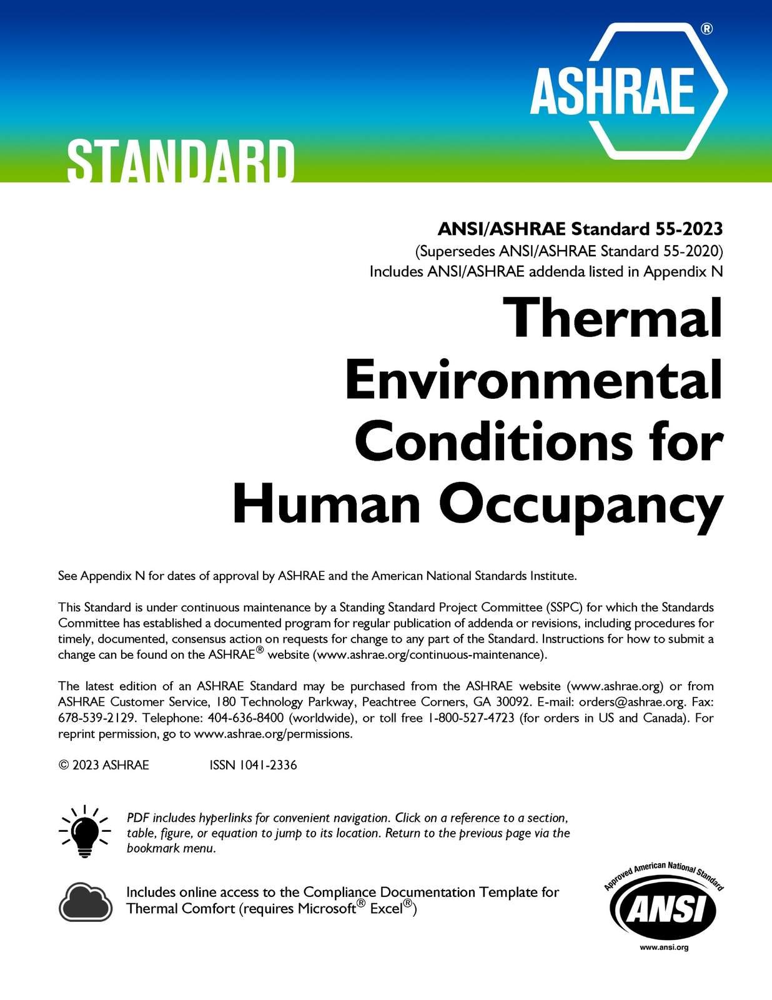 ASHRAE®
STANDARD
ANSI/ASHRAE Standard 55-2023
(Supersedes ANSI/ASHRAE Standard 55-2020)
Includes ANSI/ASHRAE addenda listed in Appendix N
Thermal
Environmental
Conditions for
Human Occupancy
See Appendix N for dates of approval by ASHRAE and the American National Standards Institute.
This Standard is under continuous maintenance by a Standing Standard Project Committee (SSPC) for which the Standards
Committee has established a documented program for regular publication of addenda or revisions, including procedures for
timely, documented, consensus action on requests for change to any part of the Standard. Instructions for how to submit a
change can be found on the ASHRAE® website (www.ashrae.org/continuous-maintenance).
The latest edition of an ASHRAE Standard may be purchased from the ASHRAE website (www.ashrae.org) or from
ASHRAE Customer Service, 180 Technology Parkway, Peachtree Corners, GA 30092. E-mail: orders@ashrae.org. Fax:
678-539-2129. Telephone: 404-636-8400 (worldwide), or toll free 1-800-527-4723 (for orders in US and Canada). For
reprint permission, go to www.ashrae.org/permissions.
© 2023 ASHRAE ISSN 1041-2336
PDF includes hyperlinks for convenient navigation. Click on a reference to a section,
table, figure, or equation to jump to its location. Return to the previous page via the
bookmark menu.
Includes online access to the Compliance Documentation Template for
Thermal Comfort (requires Microsoft® Excel®)
Approved American National Standard
ANSI
www.ansi.org